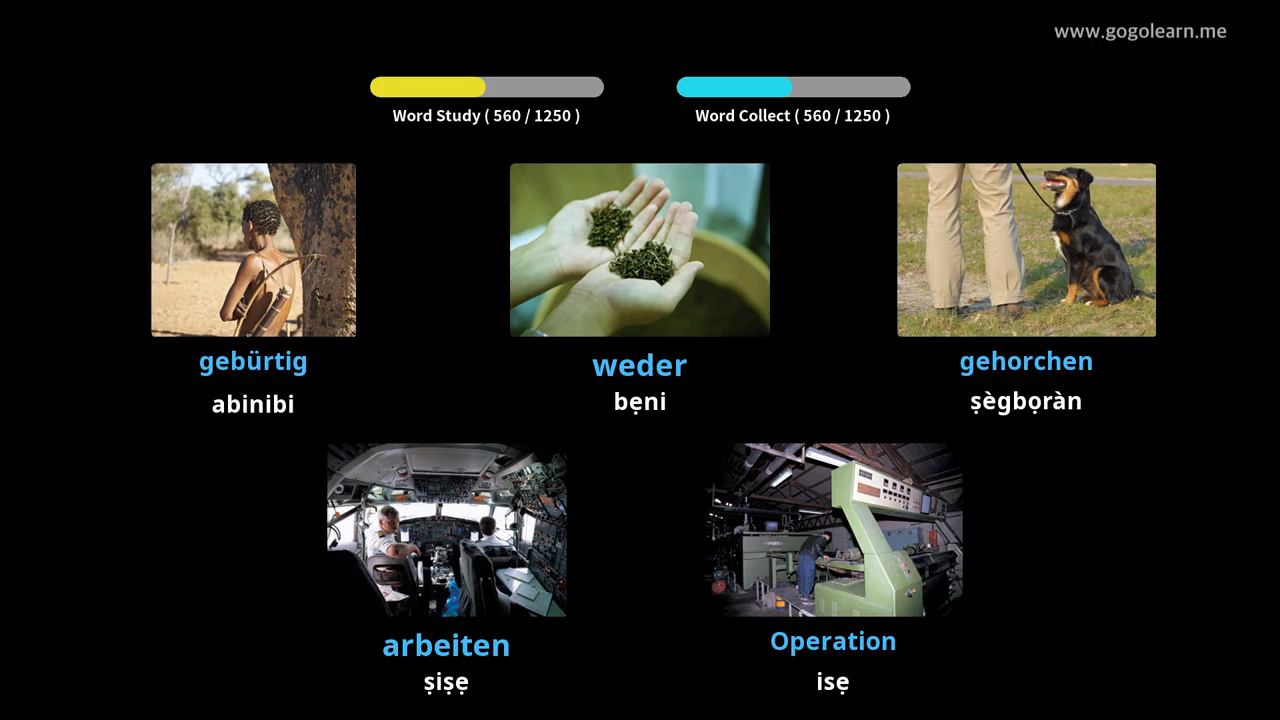 www.gogolearn.me
Word Study ( 560 / 1250 )
Word Collect ( 560 / 1250 )
gebürtig
abinibi
weder
bẹni
gehorchen
ṣègbọràn
arbeiten
ṣiṣẹ
Operation
isẹ